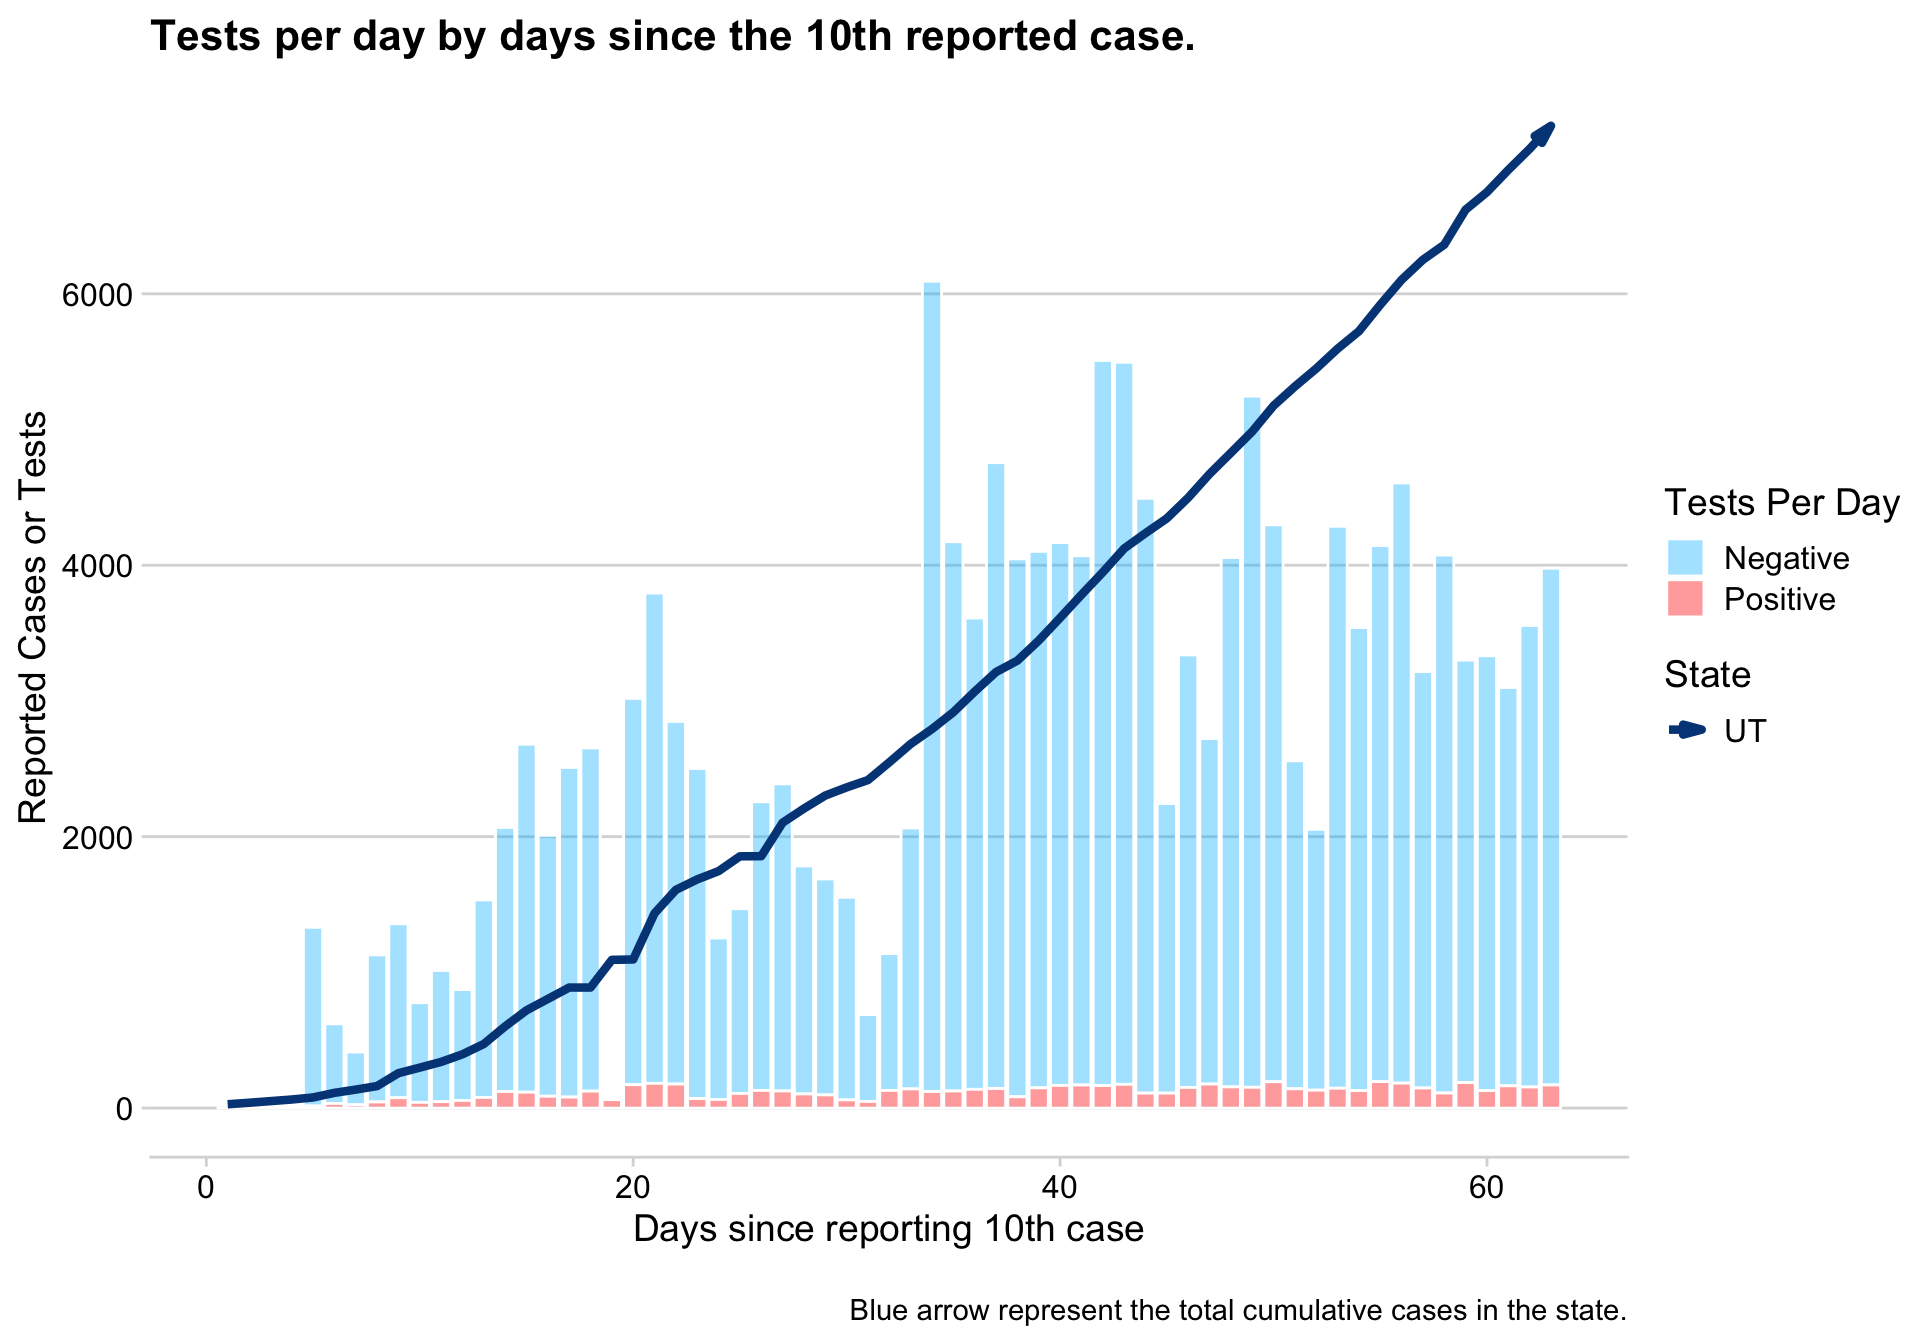 Tests per day by days since the 10th reported case.
Reported Cases or Tests
6000
4000
2000
0
0 20 40 60
Days since reporting 10th case
Tests Per Day
Negative
Positive
State
UT
Blue arrow represent the total cumulative cases in the state.